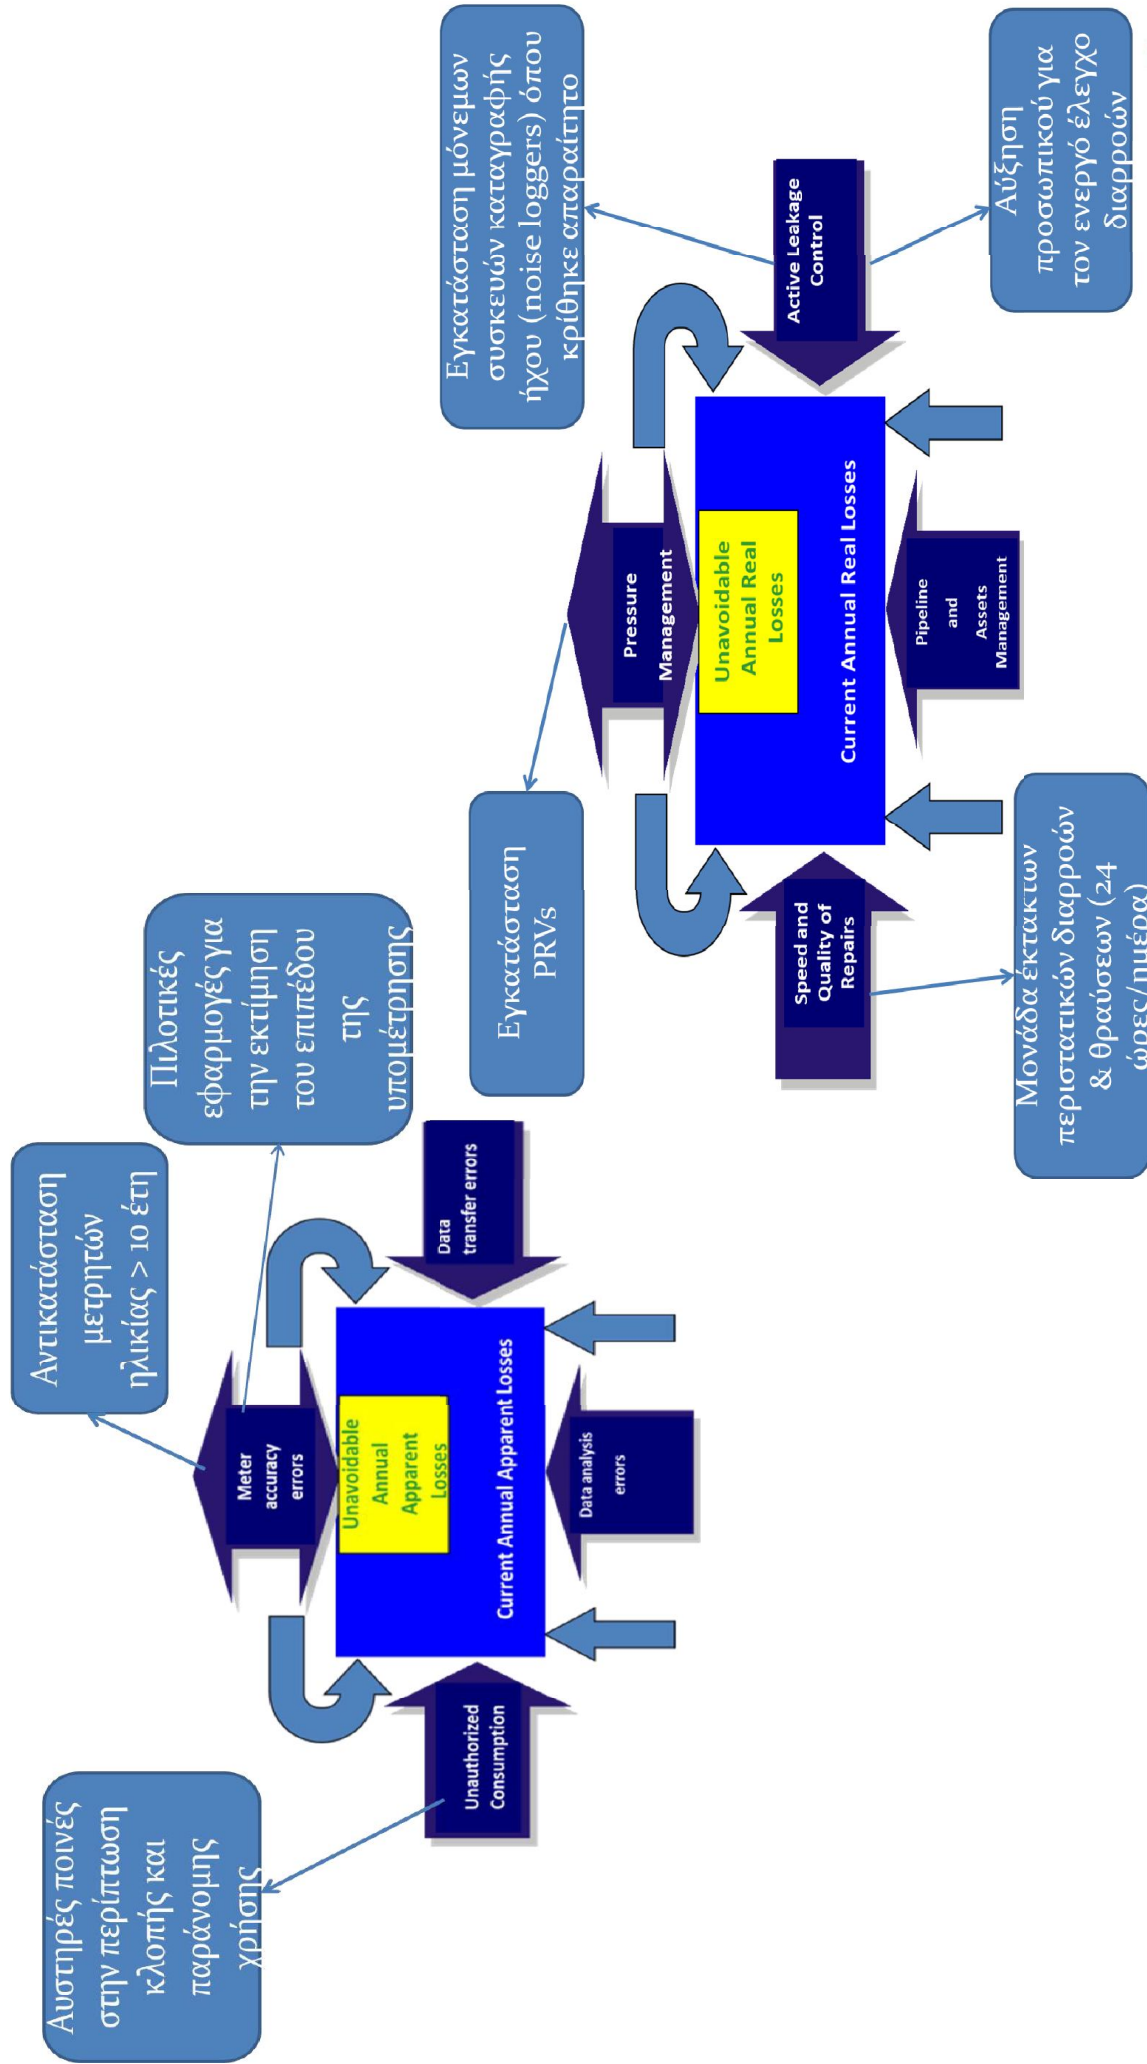 Αυστηρές ποινές
στην περίπτωση
κλοπής και
παράνομης
χρήσης
Αντικατάσταση
μετρητών
ηλικίας > 10 έτη
Πιλοτικές
εφαρμογές για
την εκτίμηση
του επιπέδου
της
υπομέτρησης
Meter
accuracy
errors
Unauthorized
Consumption
Unavoidable
Annual
Apparent
Losses
Current Annual Apparent Losses
Data
transfer errors
Data analysis
errors
Εγκατάσταση
PRVs
Εγκατάσταση μόνεμων
συσκευών καταγραφής
ήχου (noise loggers) όπου
κρίθηκε απαραίτητο
Pressure
Management
Speed and
Quality of
Repairs
Unavoidable
Annual Real
Losses
Current Annual Real Losses
Active Leakage
Control
Pipeline
and
Assets
Management
Μονάδα έκτακτων
περιστατικών διαρροών
& θραύσεων (24
ώρες/ημέρα)
Αύξηση
προσωπικού για
τον ενεργό έλεγχο
διαρροών